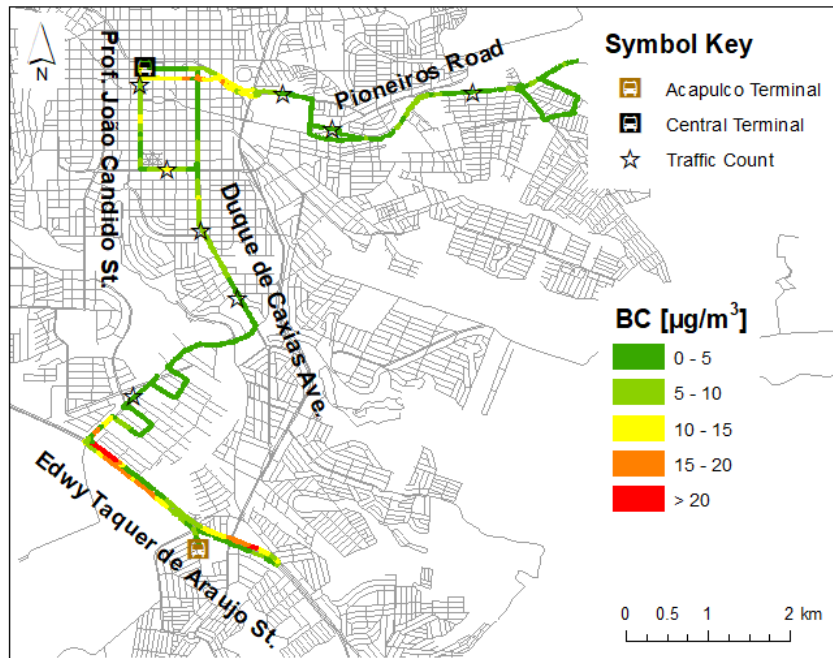 N
Prof. João Candido St.
Pioneiros Road
Duque de Caxias Ave.
Edwy Taquer de Araujo St.
Symbol Key
Acapulco Terminal
Central Terminal
Traffic Count
BC [µg/m³]
0 - 5
5 - 10
10 - 15
15 - 20
> 20
0 0.5 1 2 km